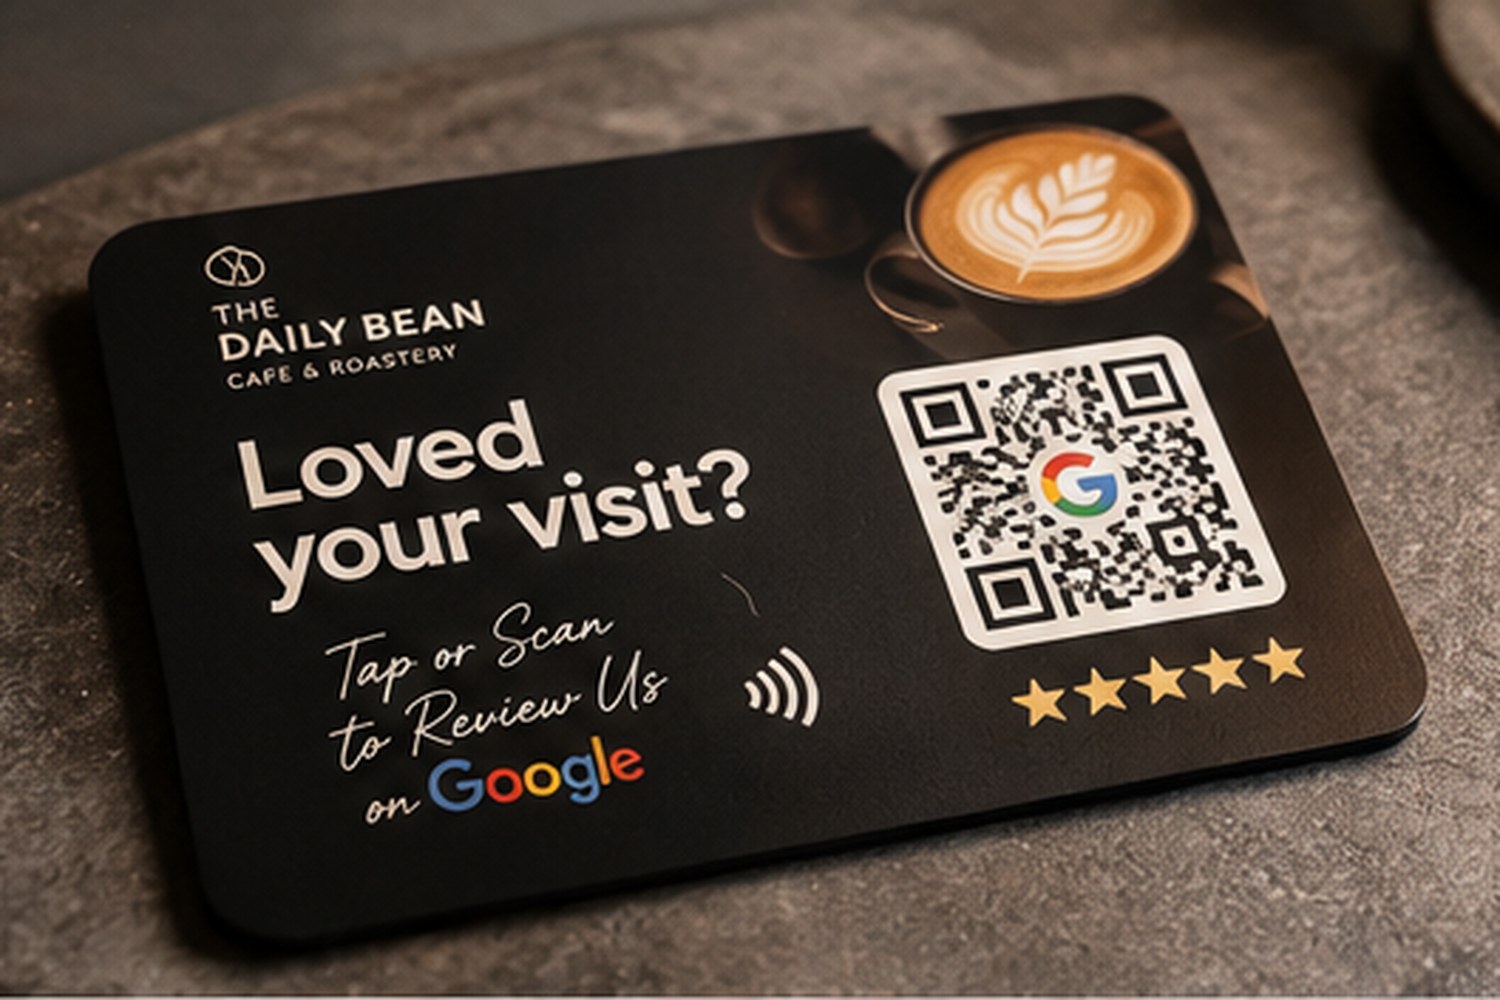 THE
DAILY BEAN
CAFE & ROASTERY
Loved
your visit?
Tap or Scan
to Review Us
on Google
G